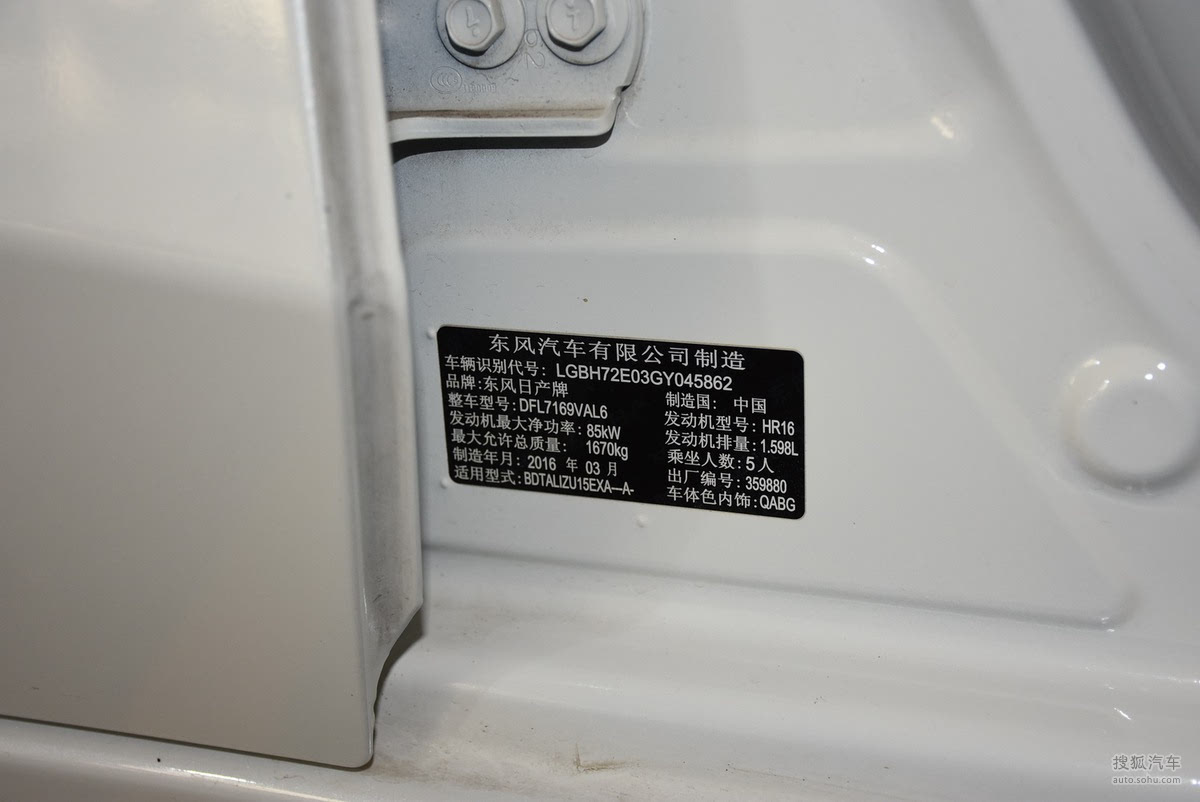 东风汽车有限公司制造
车辆识别代号: LGBH72E03GY045862
品牌:东风日产牌
制造国: 中国
整车型号:DFL7169VAL6
发动机型号: HR16
发动机最大净功率: 85kW
发动机排量: 1.598L
最大允许总质量: 1670kg
乘坐人数: 5人
制造年月: 2016 年 03 月
出厂编号: 359880
适用型式:BDTALIZU15EXA—A-
车体色内饰:QABG
搜狐汽车
auto.sohu.com